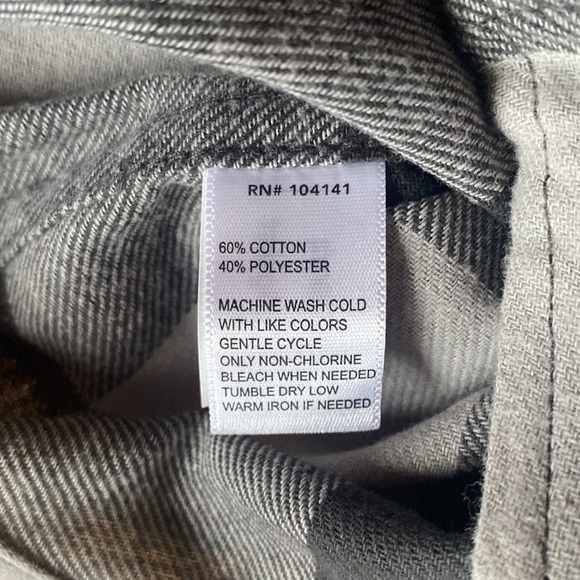 RN# 104141
60% COTTON
40% POLYESTER
MACHINE WASH COLD
WITH LIKE COLORS
GENTLE CYCLE
ONLY NON-CHLORINE
BLEACH WHEN NEEDED
TUMBLE DRY LOW
WARM IRON IF NEEDED